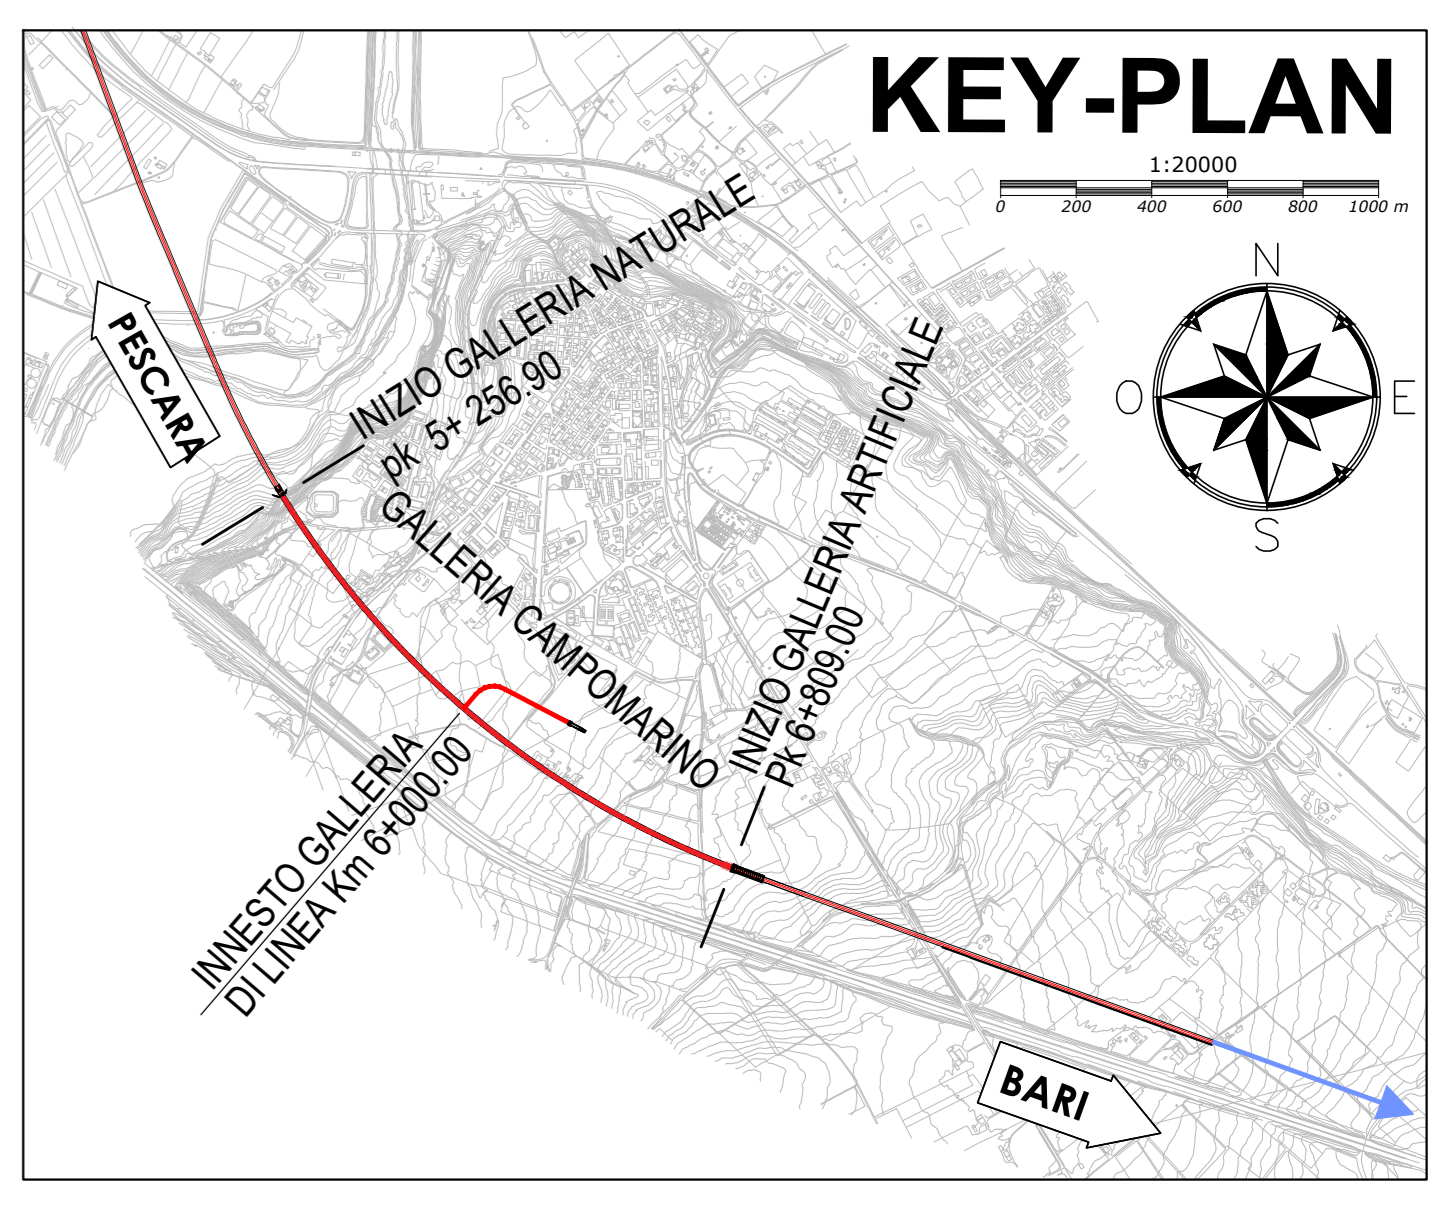 KEY-PLAN
1:20000
0 200 400 600 800 1000 m
N
O
E
S
PESCARA
INIZIO GALLERIA NATURALE
pk 5+ 256.90
GALLERIA CAMPOMARINO
INIZIO GALLERIA ARTIFICIALE
Pk 6+809.00
INNESTO GALLERIA
DI LINEA Km 6+000.00
BARI